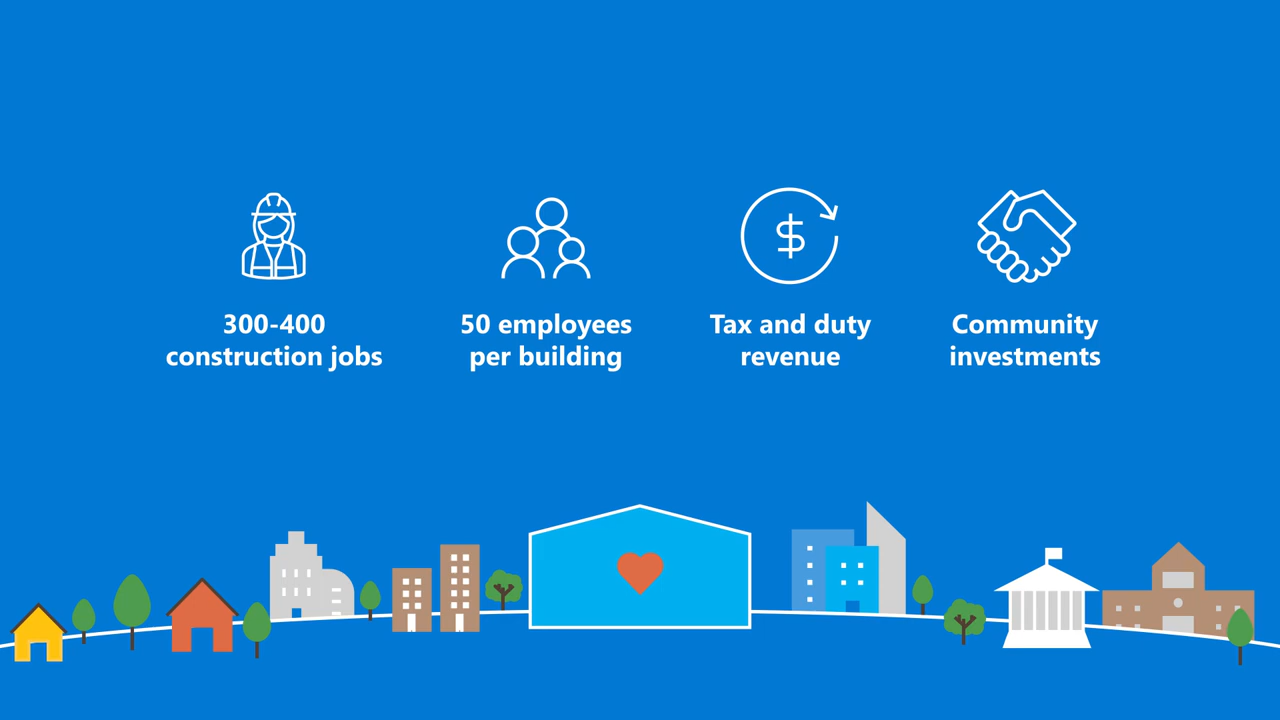 300-400
construction jobs
50 employees
per building
Tax and duty
revenue
Community
investments